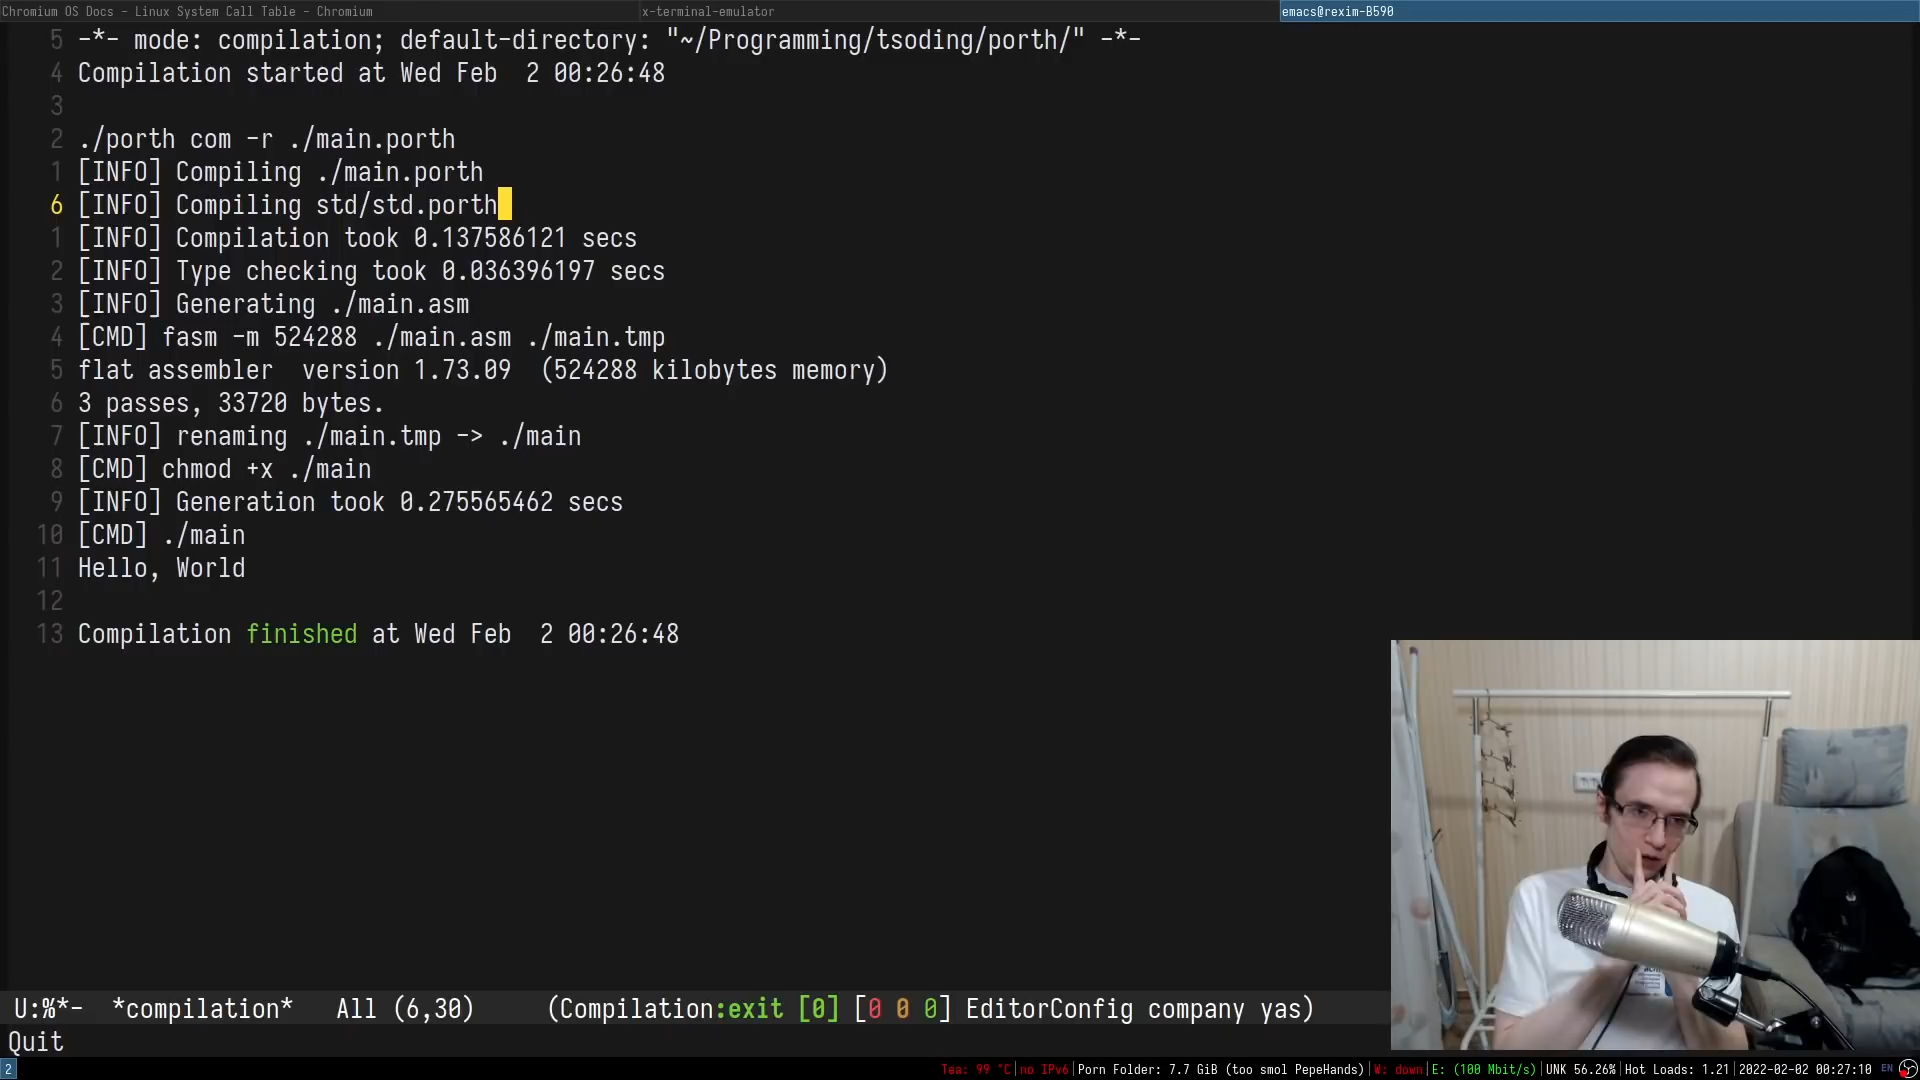 Chromium OS Docs - Linux System Call Table - Chromium
x-terminal-emulator
emacs@rexim-B590
5 -*- mode: compilation; default-directory: "~/Programming/tsoding/porth/" -*-
4 Compilation started at Wed Feb  2 00:26:48
3
2 ./porth com -r ./main.porth
1 [INFO] Compiling ./main.porth
6 [INFO] Compiling std/std.porth
1 [INFO] Compilation took 0.137586121 secs
2 [INFO] Type checking took 0.036396197 secs
3 [INFO] Generating ./main.asm
4 [CMD] fasm -m 524288 ./main.asm ./main.tmp
5 flat assembler  version 1.73.09  (524288 kilobytes memory)
6 3 passes, 33720 bytes.
7 [INFO] renaming ./main.tmp -> ./main
8 [CMD] chmod +x ./main
9 [INFO] Generation took 0.275565462 secs
10 [CMD] ./main
11 Hello, World
12
13 Compilation finished at Wed Feb  2 00:26:48
U:%*-  *compilation*   All (6,30)     (Compilation:exit [0] [0 0 0] EditorConfig company yas)
Quit
2 Tea: 99 °C|no IPv6|Porn Folder: 7.7 GiB (too smol PepeHands)|W: down|E: (100 Mbit/s)|UNK 56.26%|Hot Loads: 1.21|2022-02-02 00:27:10 EN